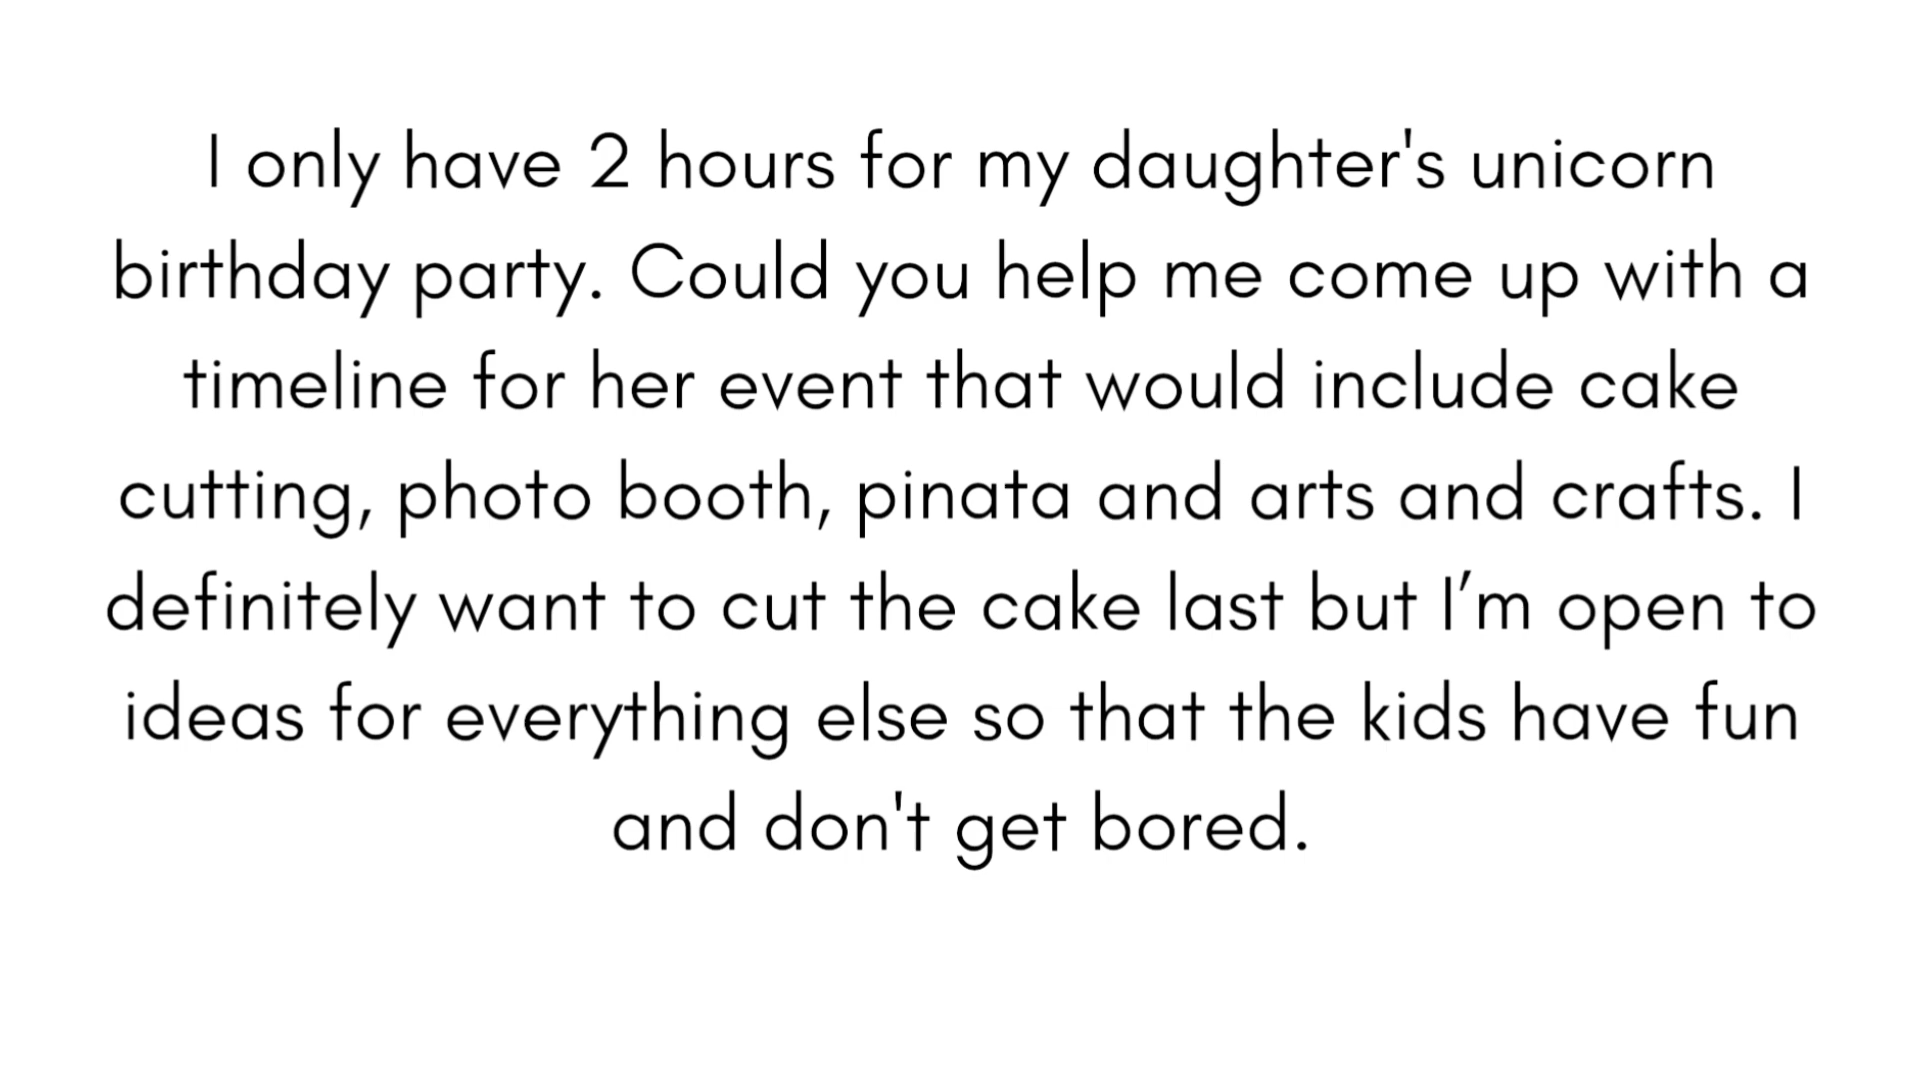 I only have 2 hours for my daughter's unicorn
birthday party. Could you help me come up with a
timeline for her event that would include cake
cutting, photo booth, pinata and arts and crafts. I
definitely want to cut the cake last but I’m open to
ideas for everything else so that the kids have fun
and don't get bored.